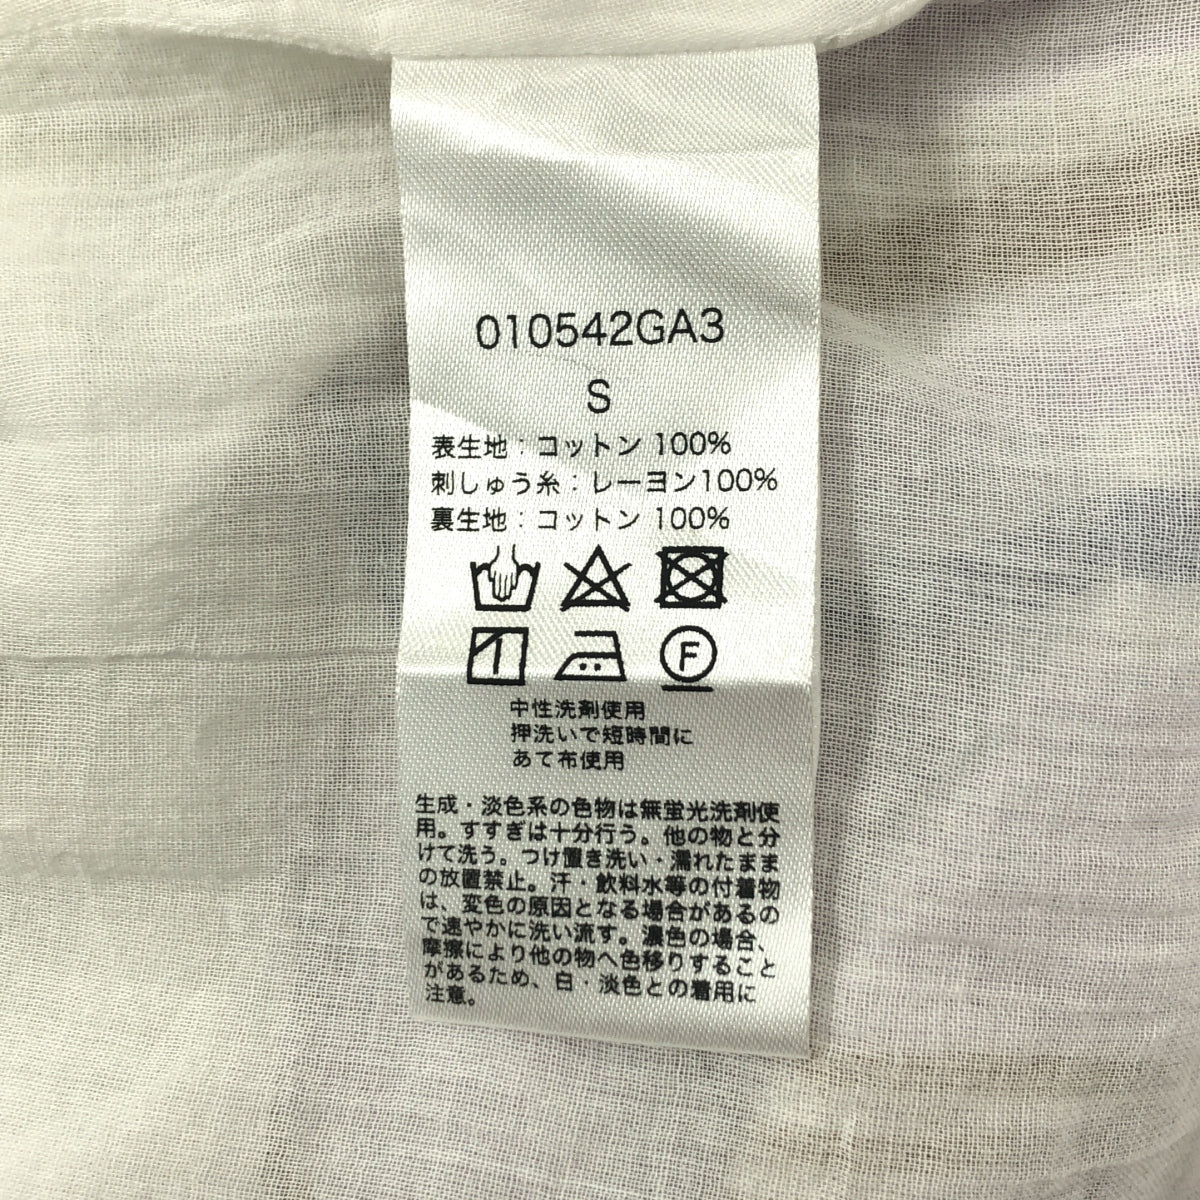 010542GA3
S
表生地：コットン 100%
刺しゅう糸：レーヨン100%
裏生地：コットン 100%
F
中性洗剤使用
押洗いで短時間に
あて布使用
生成・淡色系の色物は無蛍光洗剤使
用。すすぎは十分行う。他の物と分
けて洗う。つけ置き洗い・濡れたまま
の放置禁止。汗・飲料水等の付着物
は、変色の原因となる場合があるの
で速やかに洗い流す。濃色の場合、
摩擦により他の物へ色移りすること
があるため、白・淡色との着用に
注意。